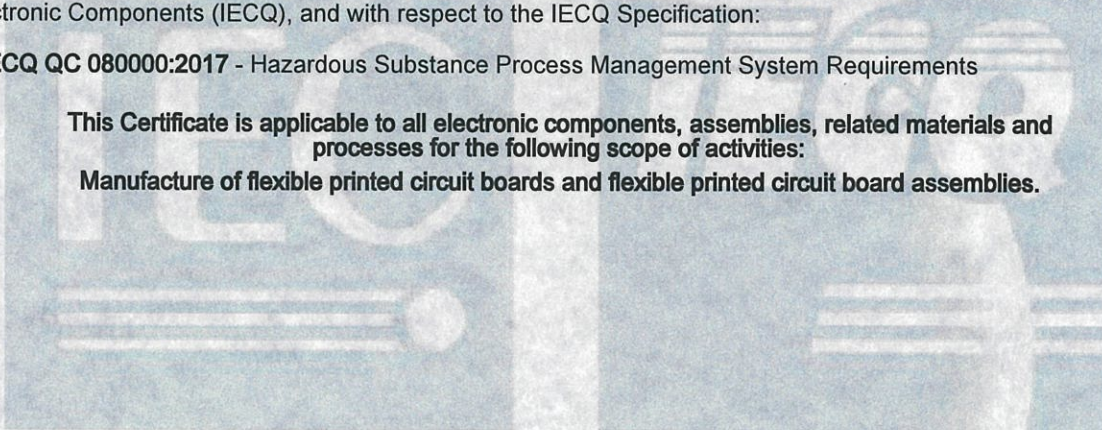 tronic Components (IECQ), and with respect to the IECQ Specification:
CQ QC 080000:2017 - Hazardous Substance Process Management System Requirements
This Certificate is applicable to all electronic components, assemblies, related materials and
processes for the following scope of activities:
Manufacture of flexible printed circuit boards and flexible printed circuit board assemblies.
IEC
IECQ